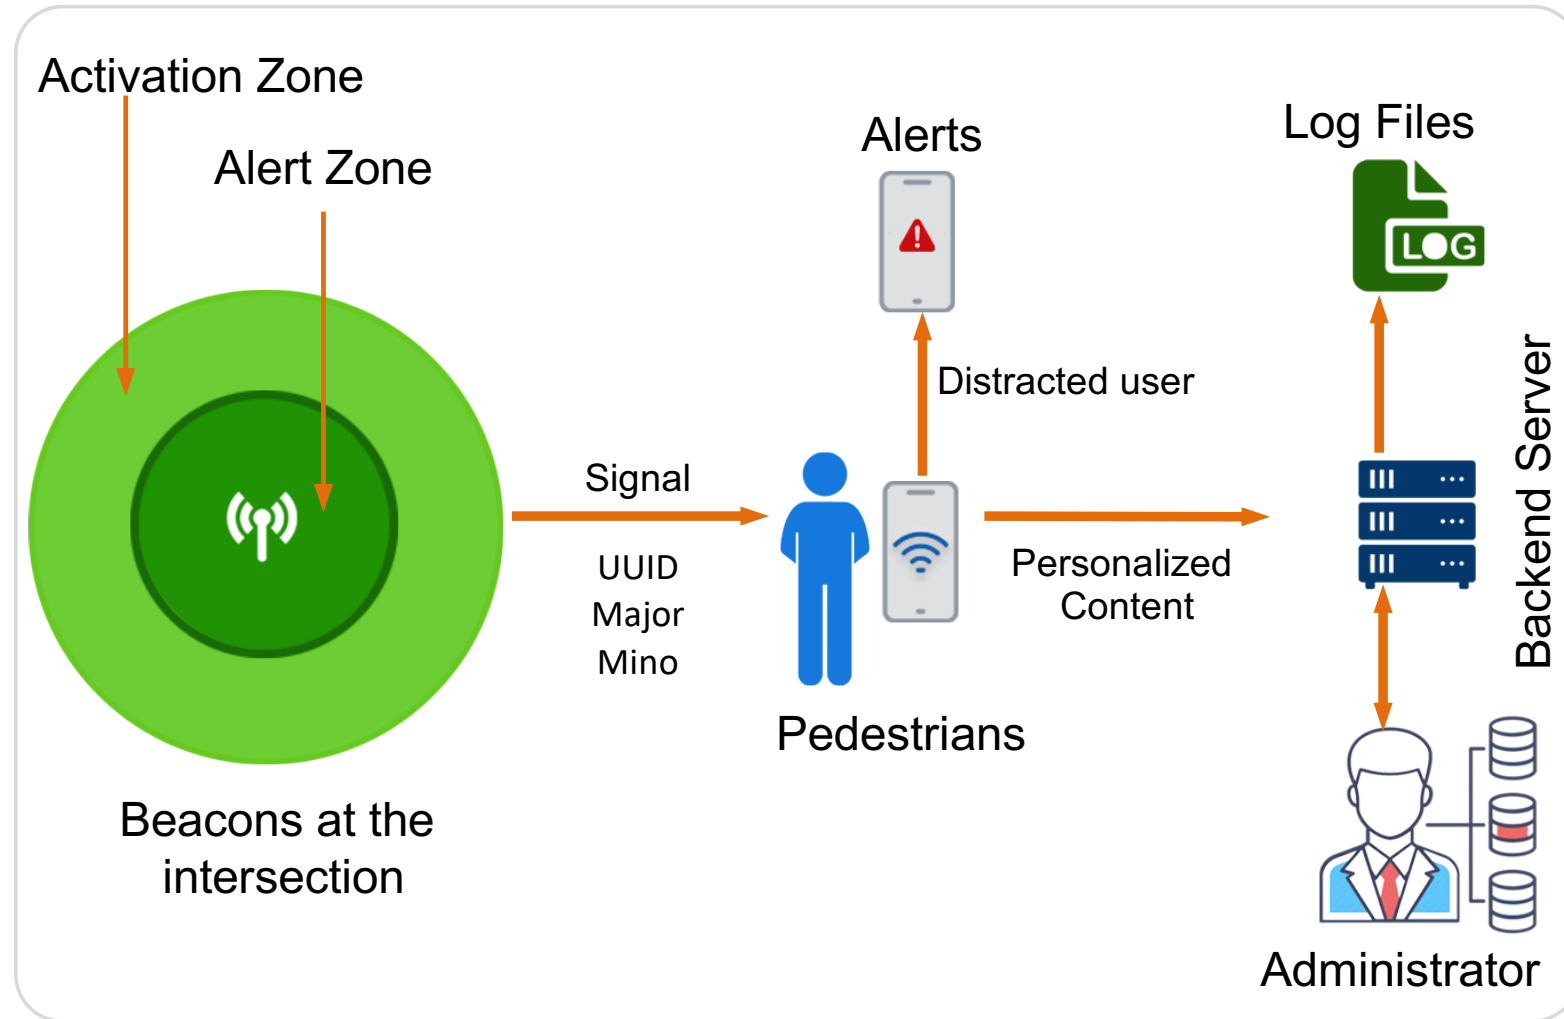 Activation Zone
Alert Zone
Beacons at the
intersection
Signal
UUID
Major
Mino
Alerts
Distracted user
Pedestrians
Personalized
Content
Log Files
LOG
Backend Server
Administrator